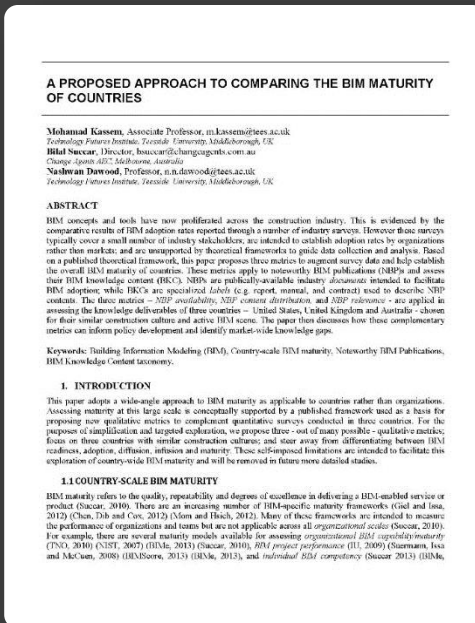 A PROPOSED APPROACH TO COMPARING THE BIM MATURITY
OF COUNTRIES
Mohamad Kassem, Associate Professor, m.kassem@tees.ac.uk
Technology Futures Institute, Teesside University, Middlesborough, UK
Bilal Succar, Director, bsuccar@changeagents.com.au
Change Agents AEC, Melbourne, Australia
Nashwan Dawood, Professor, n.n.dawood@tees.ac.uk
Technology Futures Institute, Teesside University, Middlesborough, UK
ABSTRACT
BIM concepts and tools have now proliferated across the construction industry. This is evidenced by the
comparative results of BIM adoption rates reported through a number of industry surveys. However these surveys
typically cover a small number of industry stakeholders; are intended to establish adoption rates by organizations
rather than markets; and are unsupported by theoretical frameworks to guide data collection and analysis. Based
on a published theoretical framework, this paper proposes three metrics to augment survey data and help establish
the overall BIM maturity of countries. These metrics apply to noteworthy BIM publications (NBPs) and assess
their BIM knowledge content (BKC). NBPs are publically-available industry documents intended to facilitate
BIM adoption; while BKCs are specialized labels (e.g. report, manual, and contract) used to describe NBP
contents. The three metrics – NBP availability, NBP content distribution, and NBP relevance - are applied in
assessing the knowledge deliverables of three countries – United States, United Kingdom and Australia - chosen
for their similar construction culture and active BIM scene. The paper then discusses how these complementary
metrics can inform policy development and identify market-wide knowledge gaps.
Keywords: Building Information Modeling (BIM), Country-scale BIM maturity, Noteworthy BIM Publications,
BIM Knowledge Content taxonomy.
1. INTRODUCTION
This paper adopts a wide-angle approach to BIM maturity as applicable to countries rather than organizations.
Assessing maturity at this large scale is conceptually supported by a published framework used as a basis for
proposing new qualitative metrics to complement quantitative surveys conducted in three countries. For the
purposes of simplification and targeted exploration, we propose three - out of many possible - qualitative metrics;
focus on three countries with similar construction cultures; and steer away from differentiating between BIM
readiness, adoption, diffusion, infusion and maturity. These self-imposed limitations are intended to facilitate this
exploration of country-wide BIM maturity and will be removed in future more detailed studies.
1.1 COUNTRY-SCALE BIM MATURITY
BIM maturity refers to the quality, repeatability and degrees of excellence in delivering a BIM-enabled service or
product (Succar, 2010). There are an increasing number of BIM-specific maturity frameworks (Giel and Issa,
2012) (Chen, Dib and Cox, 2012) (Mom and Hsieh, 2012). Many of these frameworks are intended to measure
the performance of organizations and teams but are not applicable across all organizational scales (Succar, 2010).
For example, there are several maturity models available for assessing organizational BIM capability/maturity
(TNO, 2010) (NIST, 2007) (BIMe, 2013) (Succar, 2010), BIM project performance (IU, 2009) (Suermann, Issa
and McCuen, 2008) (BIMScore, 2013) (BIMe, 2013), and individual BIM competency (Succar 2013) (BIMe,